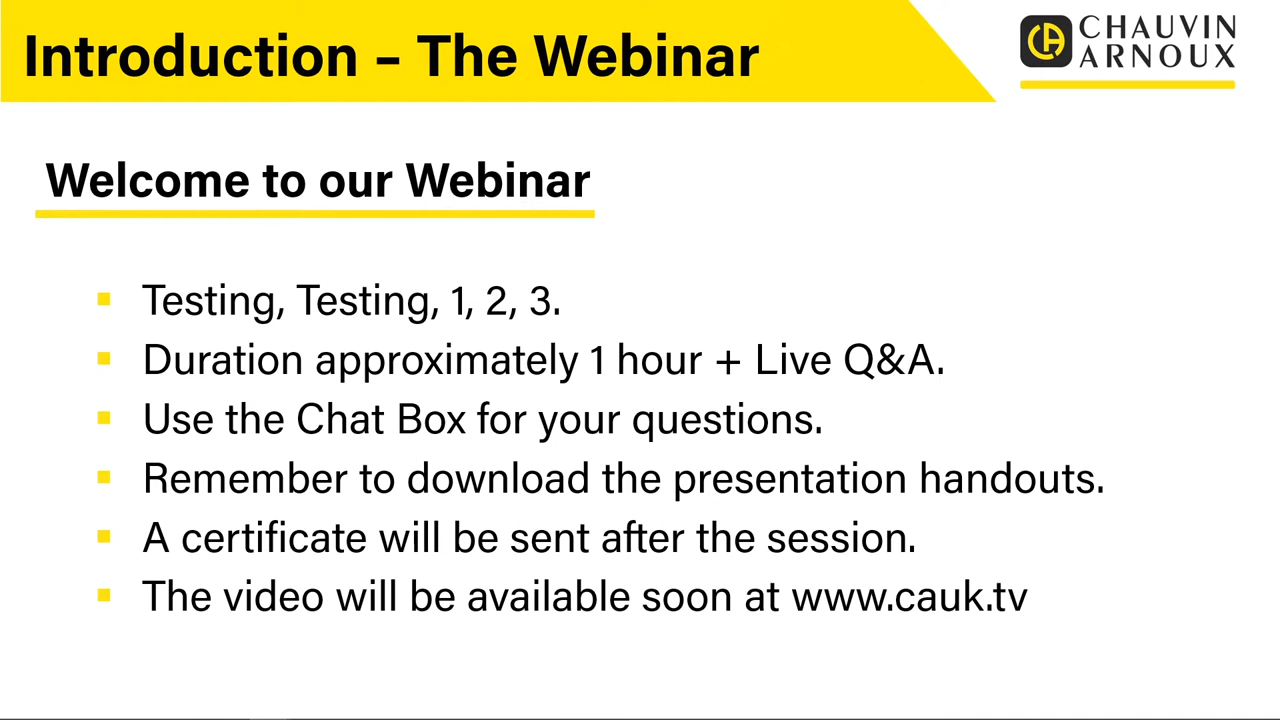 Introduction – The Webinar
CHAUVIN
ARNOUX
Welcome to our Webinar
Testing, Testing, 1, 2, 3.
Duration approximately 1 hour + Live Q&A.
Use the Chat Box for your questions.
Remember to download the presentation handouts.
A certificate will be sent after the session.
The video will be available soon at www.cauk.tv